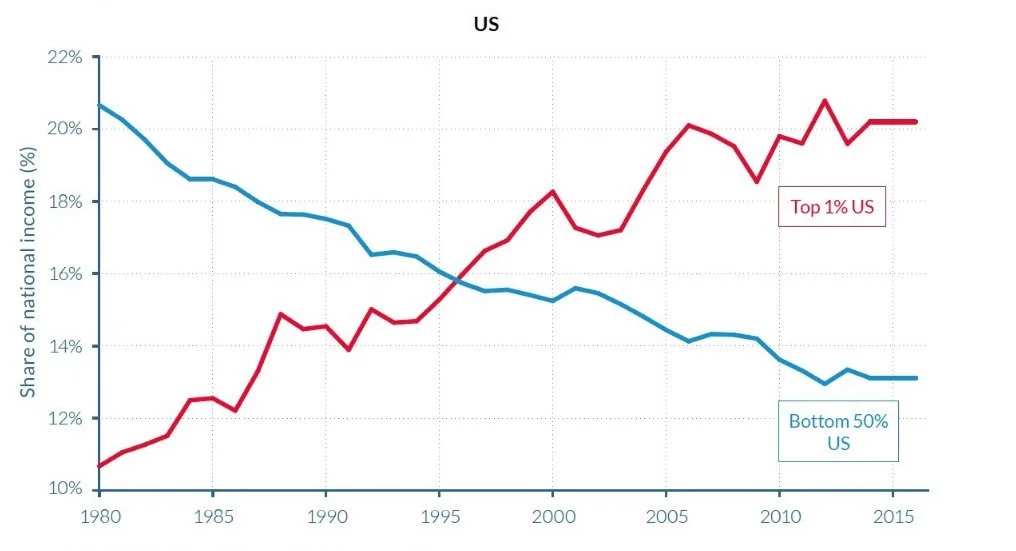 US
22%
20%
18%
16%
14%
12%
10%
Share of national income (%)
Top 1% US
Bottom 50%
US
1980 1985 1990 1995 2000 2005 2010 2015